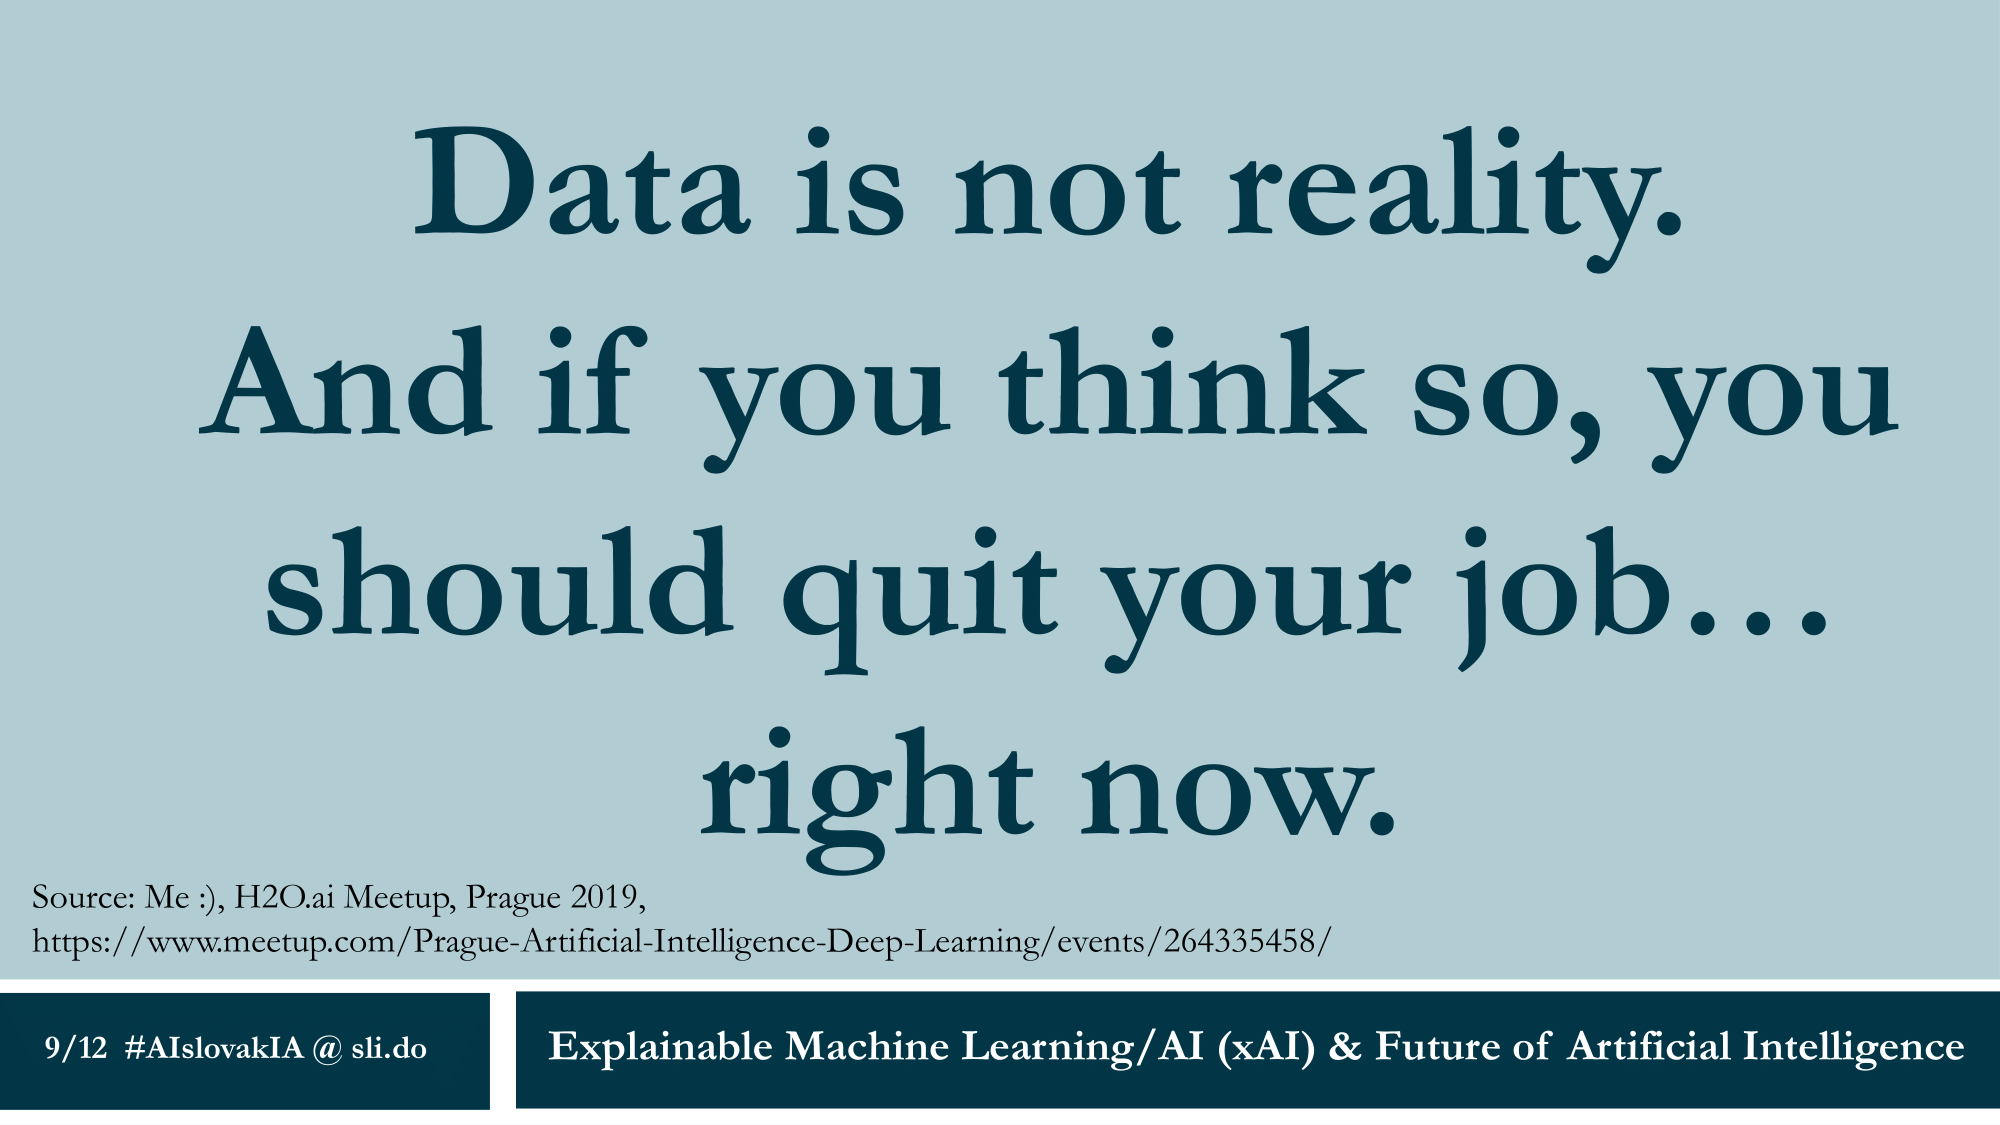 Data is not reality.
And if you think so, you
should quit your job…
right now.
Source: Me :), H2O.ai Meetup, Prague 2019,
https://www.meetup.com/Prague-Artificial-Intelligence-Deep-Learning/events/264335458/
9/12 #AIslovakIA @ sli.do
Explainable Machine Learning/AI (xAI) & Future of Artificial Intelligence